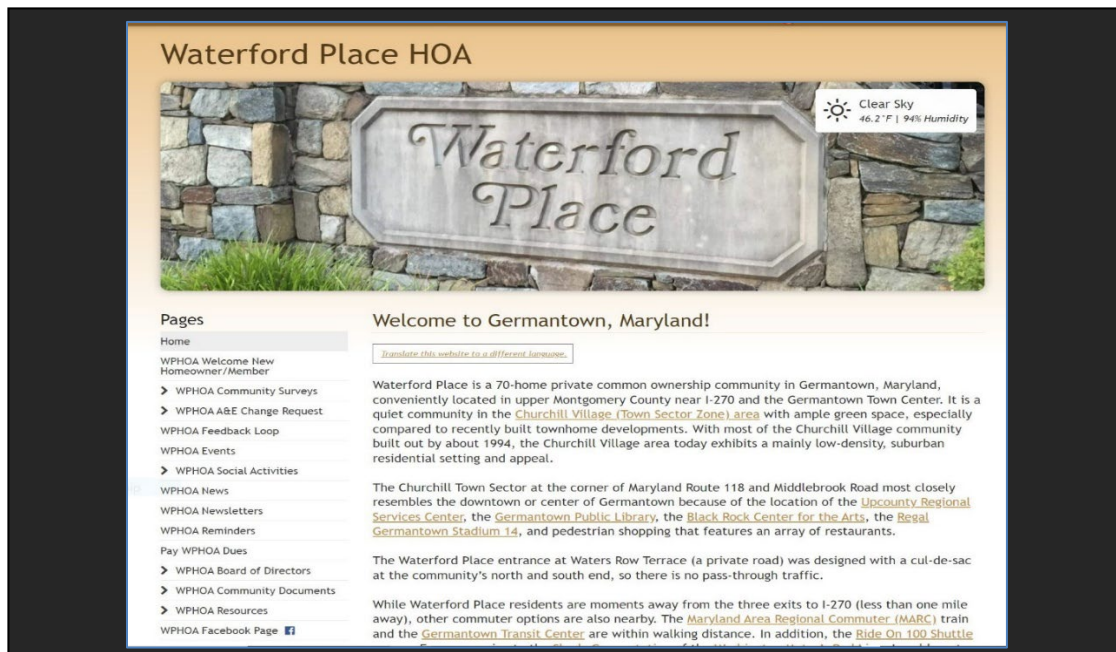 Waterford Place HOA
Waterford
Place
Clear Sky
46.2°F | 94% Humidity
Pages
Home
WPHOA Welcome New
Homeowner/Member
WPHOA Community Surveys
WPHOA A&E Change Request
WPHOA Feedback Loop
WPHOA Events
WPHOA Social Activities
WPHOA News
WPHOA Newsletters
WPHOA Reminders
Pay WPHOA Dues
WPHOA Board of Directors
WPHOA Community Documents
WPHOA Resources
WPHOA Facebook Page
Welcome to Germantown, Maryland!
Translate this website to a different language.
Waterford Place is a 70-home private common ownership community in Germantown, Maryland,
conveniently located in upper Montgomery County near I-270 and the Germantown Town Center. It is a
quiet community in the Churchill Village (Town Sector Zone) area with ample green space, especially
compared to recently built townhome developments. With most of the Churchill Village community
built out by about 1994, the Churchill Village area today exhibits a mainly low-density, suburban
residential setting and appeal.
The Churchill Town Sector at the corner of Maryland Route 118 and Middlebrook Road most closely
resembles the downtown or center of Germantown because of the location of the Upcounty Regional
Services Center, the Germantown Public Library, the Black Rock Center for the Arts, the Regal
Germantown Stadium 14, and pedestrian shopping that features an array of restaurants.
The Waterford Place entrance at Waters Row Terrace (a private road) was designed with a cul-de-sac
at the community's north and south end, so there is no pass-through traffic.
While Waterford Place residents are moments away from the three exits to I-270 (less than one mile
away), other commuter options are also nearby. The Maryland Area Regional Commuter (MARC) train
and the Germantown Transit Center are within walking distance. In addition, the Ride On 100 Shuttle